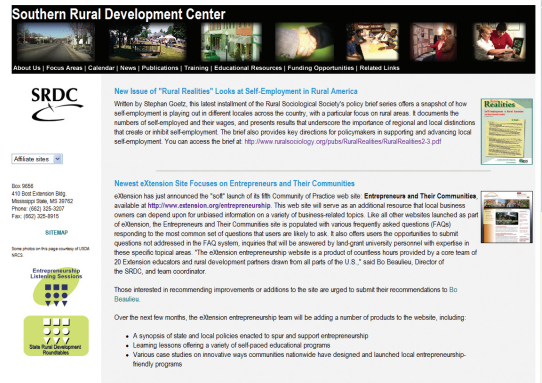 Southern Rural Development Center
About Us | Focus Areas | Calendar | News | Publications | Training | Educational Resources | Funding Opportunities | Related Links
SRDC
Affiliate sites
Box 9656
410 Bost Extension Bldg.
Mississippi State, MS 39762
Phone: (662) 325-3207
Fax: (662) 325-8915
SITEMAP
Some photos on this page courtesy of USDA
NRCS.
Entrepreneurship
Listening Sessions
State Rural Development
Roundtables
New Issue of "Rural Realities" Looks at Self-Employment in Rural America
Written by Stephan Goetz, this latest installment of the Rural Sociological Society's policy brief series offers a snapshot of how
self-employment is playing out in different locales across the country, with a particular focus on rural areas. It documents the
numbers of self-employed and their wages, and presents results that underscore the importance of regional and local distinctions
that create or inhibit self-employment. The brief also provides key directions for policymakers in supporting and advancing local
self-employment. You can access the brief at: http://www.ruralsociology.org/pubs/RuralRealities/RuralRealities2-3.pdf
Realities
Newest eXtension Site Focuses on Entrepreneurs and Their Communities
eXtension has just announced the "soft" launch of its fifth Community of Practice web site: Entrepreneurs and Their Communities,
available at http://www.extension.org/entrepreneurship. This web site will serve as an additional resource that local business
owners can depend upon for unbiased information on a variety of business-related topics. Like all other websites launched as part
of eXtension, the Entrepreneurs and Their Communities site is populated with various frequently asked questions (FAQs)
responding to the most common set of questions that users are likely to ask. It also offers users the opportunities to submit
questions not addressed in the FAQ system, inquiries that will be answered by land-grant university personnel with expertise in
these specific topical areas. "The eXtension entrepreneurship website is a product of countless hours provided by a core team of
20 Extension educators and rural development partners drawn from all parts of the U.S.," said Bo Beaulieu, Director of
the SRDC, and team coordinator.
Those interested in recommending improvements or additions to the site are urged to submit their recommendations to Bo
Beaulieu.
Over the next few months, the eXtension entrepreneurship team will be adding a number of products to the website, including:
• A synopsis of state and local policies enacted to spur and support entrepreneurship
• Learning lessons offering a variety of self-paced educational programs
• Various case studies on innovative ways communities nationwide have designed and launched local entrepreneurship-
friendly programs